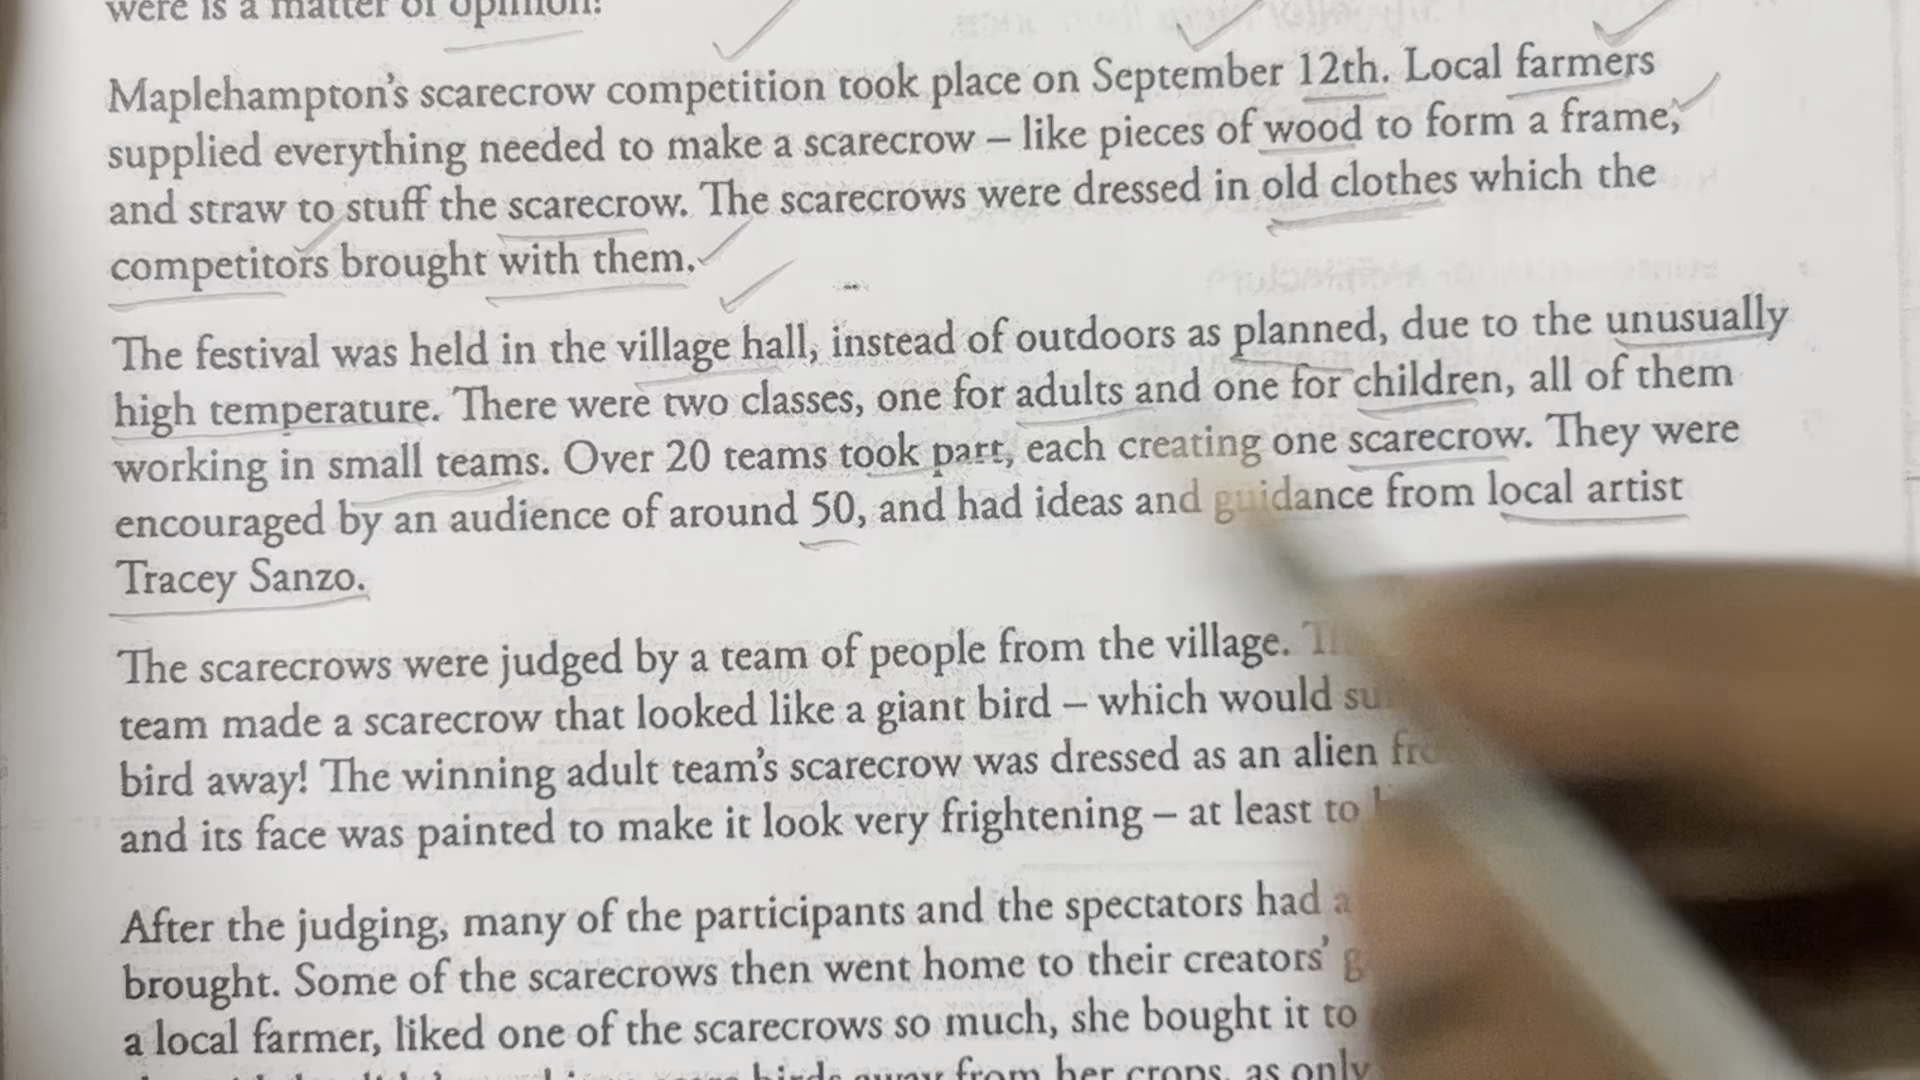 were is a matter of opinion!
Maplehampton's scarecrow competition took place on September 12th. Local farmers
supplied everything needed to make a scarecrow – like pieces of wood to form a frame,
and straw to stuff the scarecrow. The scarecrows were dressed in old clothes which the
competitors brought with them.
The festival was held in the village hall, instead of outdoors as planned, due to the unusually
high temperature. There were two classes, one for adults and one for children, all of them
working in small teams. Over 20 teams took part, each creating one scarecrow. They were
encouraged by an audience of around 50, and had ideas and guidance from local artist
Tracey Sanzo.
The scarecrows were judged by a team of people from the village.
team made a scarecrow that looked like a giant bird – which would
bird away! The winning adult team's scarecrow was dressed as an alien
and its face was painted to make it look very frightening – at least to
After the judging, many of the participants and the spectators had a
brought. Some of the scarecrows then went home to their creators'
a local farmer, liked one of the scarecrows so much, she bought it to
birds away from her crops, as only